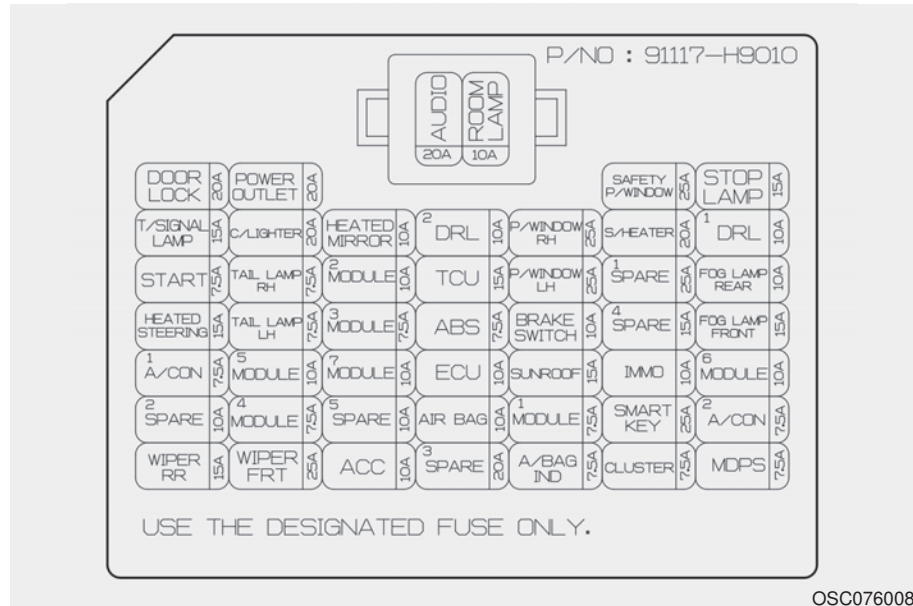 P/NO : 91117-H9010
AUDIO 20A ROOM LAMP 10A
DOOR LOCK 20A POWER OUTLET 20A SAFETY P/WINDOW 25A STOP LAMP 15A
T/SIGNAL LAMP 15A C/LIGHTER 20A HEATED MIRROR 10A 2 DRL 10A P/WINDOW RH 25A S/HEATER 20A 1 DRL 10A
START 7.5A TAIL LAMP RH 7.5A 2 MODULE 10A TCU 15A P/WINDOW LH 25A 1 SPARE 25A FOG LAMP REAR 10A
HEATED STEERING 15A TAIL LAMP LH 7.5A 3 MODULE 7.5A ABS 7.5A BRAKE SWITCH 10A 4 SPARE 15A FOG LAMP FRONT 15A
1 A/CON 7.5A 5 MODULE 10A 7 MODULE 10A ECU 10A SUNROOF 15A IMMO 10A 6 MODULE 10A
2 SPARE 10A 4 MODULE 7.5A 5 SPARE 10A AIR BAG 10A 1 MODULE 7.5A SMART KEY 25A 2 A/CON 7.5A
WIPER RR 15A WIPER FRT 25A ACC 10A 3 SPARE 20A A/BAG IND 7.5A CLUSTER 7.5A MDPS 7.5A
USE THE DESIGNATED FUSE ONLY.
OSC076008